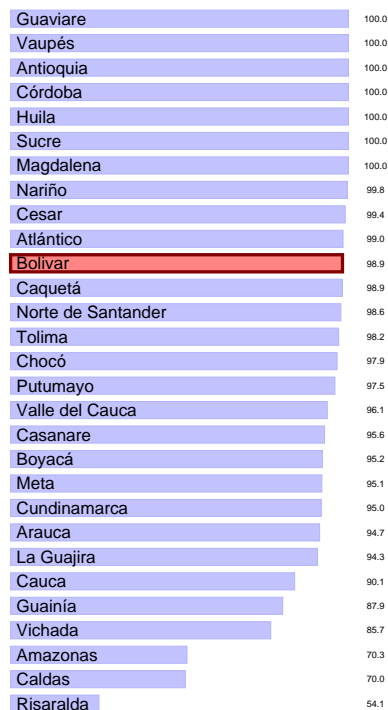 Guaviare 100.0
Vaupés 100.0
Antioquia 100.0
Córdoba 100.0
Huila 100.0
Sucre 100.0
Magdalena 100.0
Nariño 99.8
Cesar 99.4
Atlántico 99.0
Bolivar 98.9
Caquetá 98.9
Norte de Santander 98.6
Tolima 98.2
Chocó 97.9
Putumayo 97.5
Valle del Cauca 96.1
Casanare 95.6
Boyacá 95.2
Meta 95.1
Cundinamarca 95.0
Arauca 94.7
La Guajira 94.3
Cauca 90.1
Guainía 87.9
Vichada 85.7
Amazonas 70.3
Caldas 70.0
Risaralda 54.1